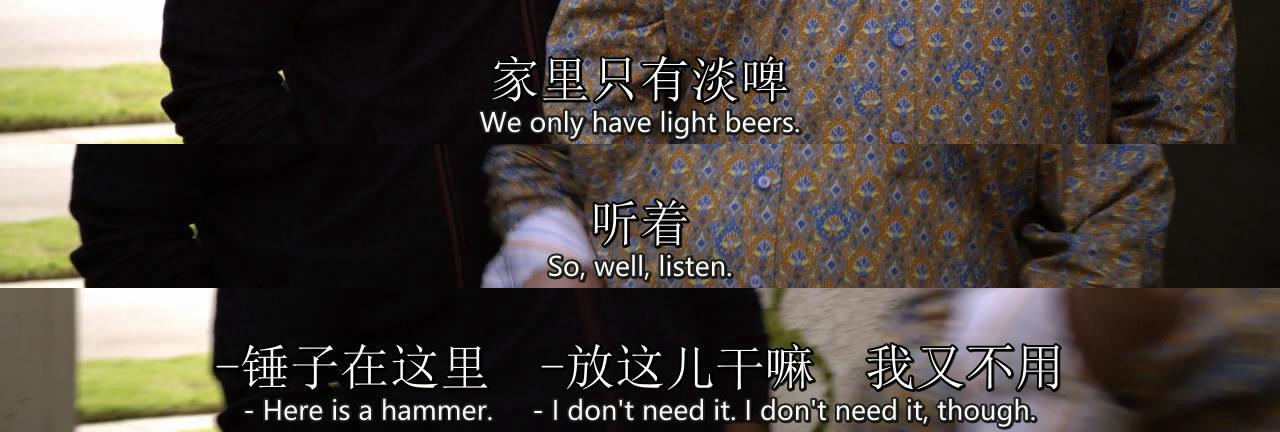 家里只有淡啤
We only have light beers.
听着
So, well, listen.
-锤子在这里 -放这儿干嘛 我又不用
- Here is a hammer. - I don't need it. I don't need it, though.